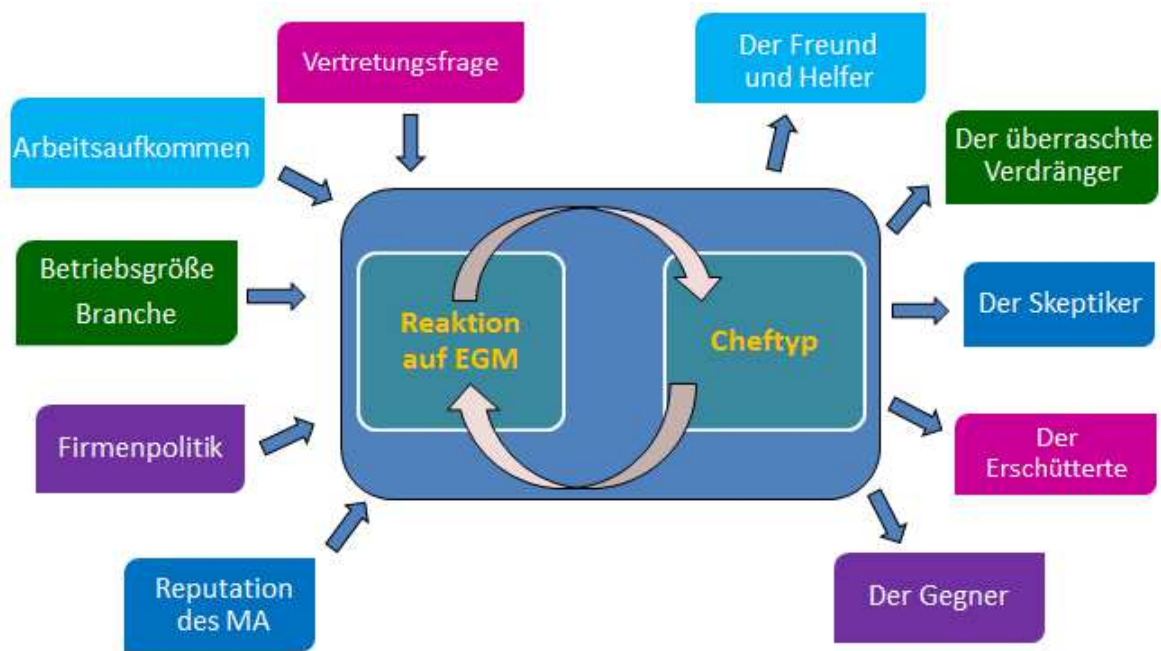 Vertretungsfrage
Der Freund
und Helfer
Arbeitsaufkommen
Der überraschte
Verdränger
Betriebsgröße
Branche
Reaktion
auf EGM
Cheftyp
Der Skeptiker
Firmenpolitik
Der
Erschütterte
Reputation
des MA
Der Gegner